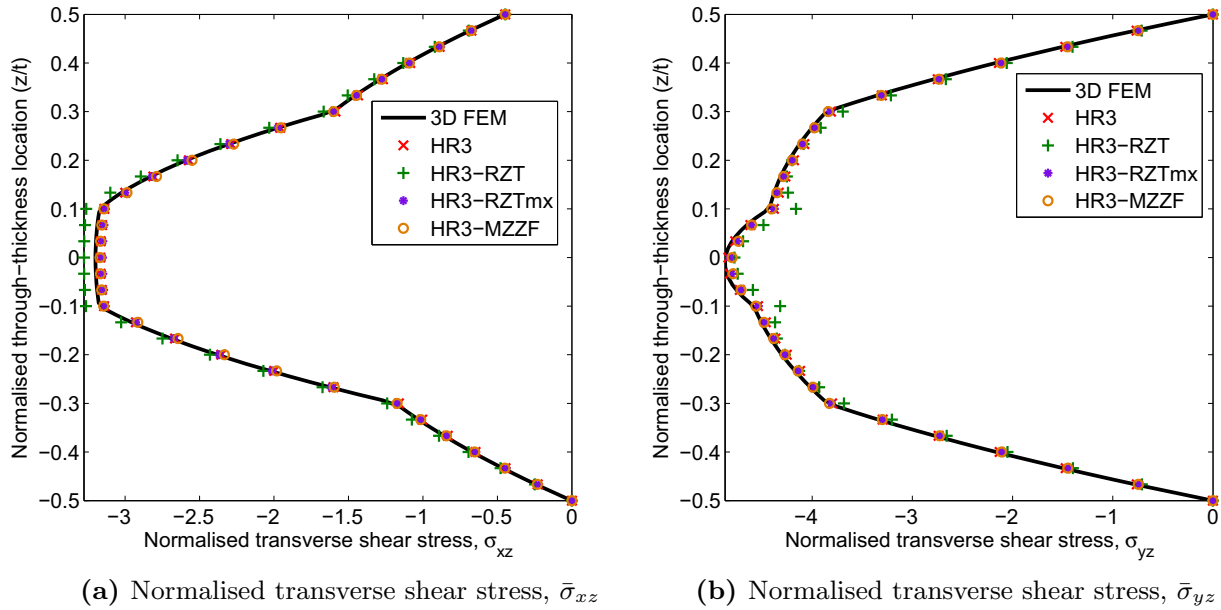 0.5
0.4
0.3
0.2
0.1
0
−0.1
−0.2
−0.3
−0.4
−0.5
Normalised through−thickness location (z/t)
3D FEM
HR3
HR3−RZT
HR3−RZTmx
HR3−MZZF
−3 −2.5 −2 −1.5 −1 −0.5 0
Normalised transverse shear stress, σxz
(a) Normalised transverse shear stress, σ̄xz
0.5
0.4
0.3
0.2
0.1
0
−0.1
−0.2
−0.3
−0.4
−0.5
Normalised through−thickness location (z/t)
3D FEM
HR3
HR3−RZT
HR3−RZTmx
HR3−MZZF
−4 −3 −2 −1 0
Normalised transverse shear stress, σyz
(b) Normalised transverse shear stress, σ̄yz